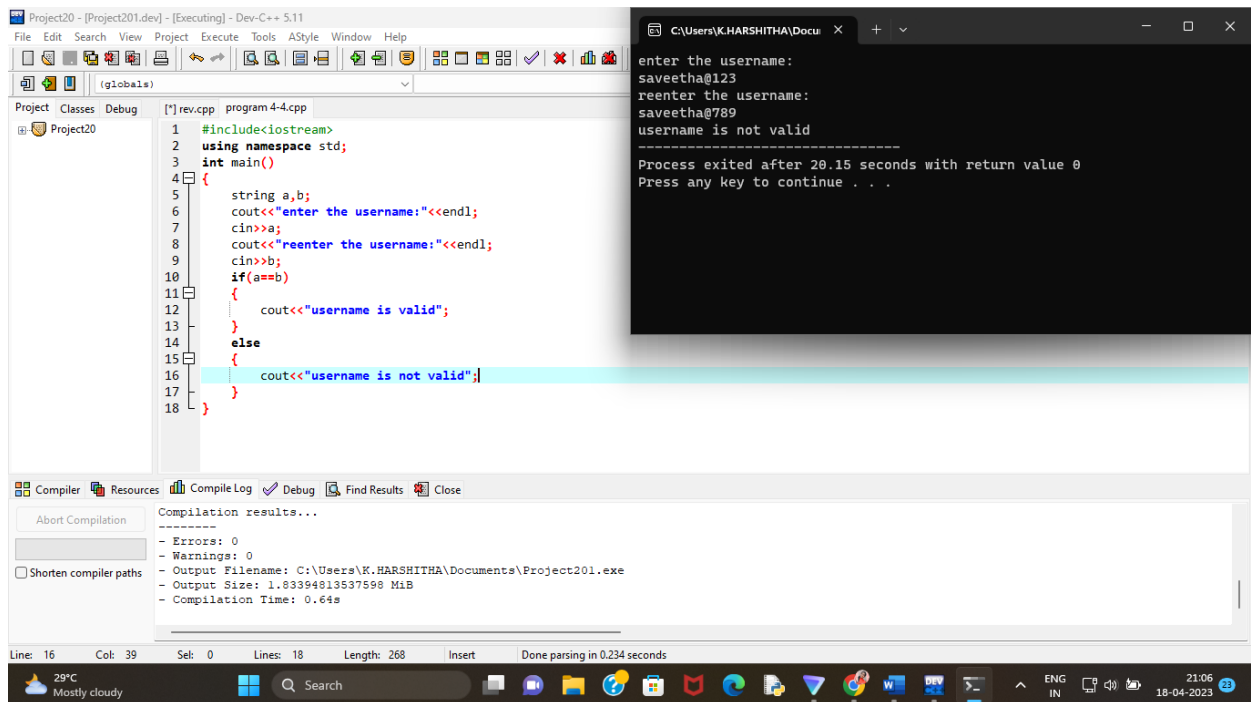 Project20 - [Project201.dev] - [Executing] - Dev-C++ 5.11
File Edit Search View Project Execute Tools AStyle Window Help
(globals)
Project Classes Debug
Project20
[*] rev.cpp program 4-4.cpp
1 #include<iostream>
2 using namespace std;
3 int main()
4 {
5 string a,b;
6 cout<<"enter the username:"<<endl;
7 cin>>a;
8 cout<<"reenter the username:"<<endl;
9 cin>>b;
10 if(a==b)
11 {
12 cout<<"username is valid";
13 }
14 else
15 {
16 cout<<"username is not valid";
17 }
18 }
C:\Users\K.HARSHITHA\Docu
enter the username:
saveetha@123
reenter the username:
saveetha@789
username is not valid
--------------------------------
Process exited after 20.15 seconds with return value 0
Press any key to continue . . .
Compiler Resources Compile Log Debug Find Results Close
Abort Compilation
Shorten compiler paths
Compilation results...
--------
- Errors: 0
- Warnings: 0
- Output Filename: C:\Users\K.HARSHITHA\Documents\Project201.exe
- Output Size: 1.83394813537598 MiB
- Compilation Time: 0.64s
Line: 16 Col: 39 Sel: 0 Lines: 18 Length: 268 Insert Done parsing in 0.234 seconds
29°C
Mostly cloudy
Search
DEV
ENG
IN
21:06
18-04-2023
23